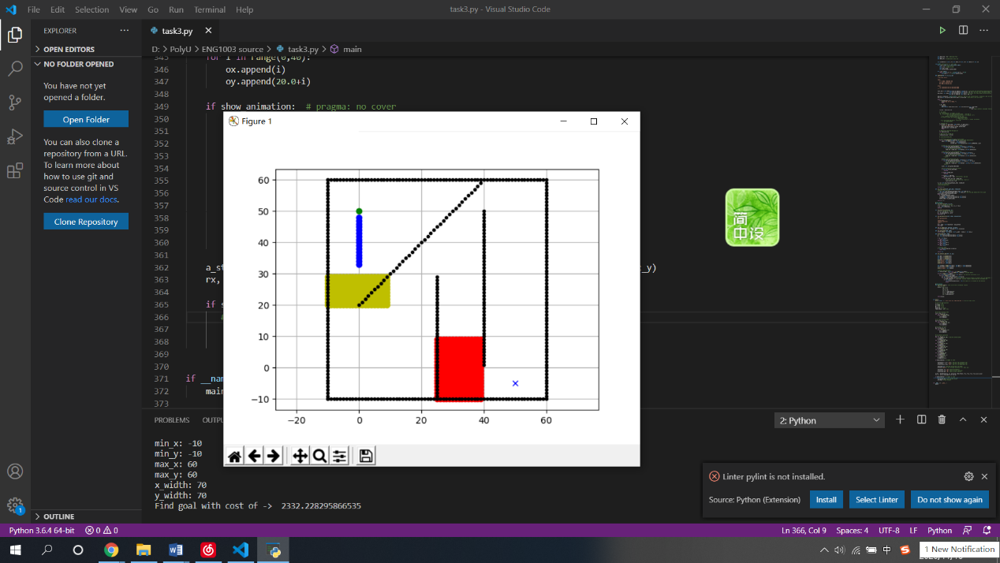 File Edit Selection View Go Run Terminal Help task3.py - Visual Studio Code
EXPLORER
task3.py
OPEN EDITORS
D: > PolyU > ENG1003 source > task3.py > main
NO FOLDER OPENED
You have not yet
opened a folder.
Open Folder
You can also clone a
repository from a URL.
To learn more about
how to use git and
source control in VS
Code read our docs.
Clone Repository
OUTLINE
345 for i in range(0,40):
346 ox.append(i)
347 oy.append(20.0+i)
348
349 if show_animation: # pragma: no cover
350
351
352
353
354
355
356
357
358
359
360
361
362 a_st
363 rx,
364
365 if s
366 #
367
368
369
370
371 if __nam
372 main
373
r_y)
Figure 1
60
50
40
30
20
10
0
−10
−20 0 20 40 60
简
中 设
PROBLEMS OUTPU 2: Python
min_x: -10
min_y: -10
max_x: 60
max_y: 60
x_width: 70
y_width: 70
Find goal with cost of -> 2332.228295866535
Linter pylint is not installed.
Source: Python (Extension) Install Select Linter Do not show again
1
Python 3.6.4 64-bit 0 0 Ln 366, Col 9 Spaces: 4 UTF-8 LF Python
中
1 New Notification